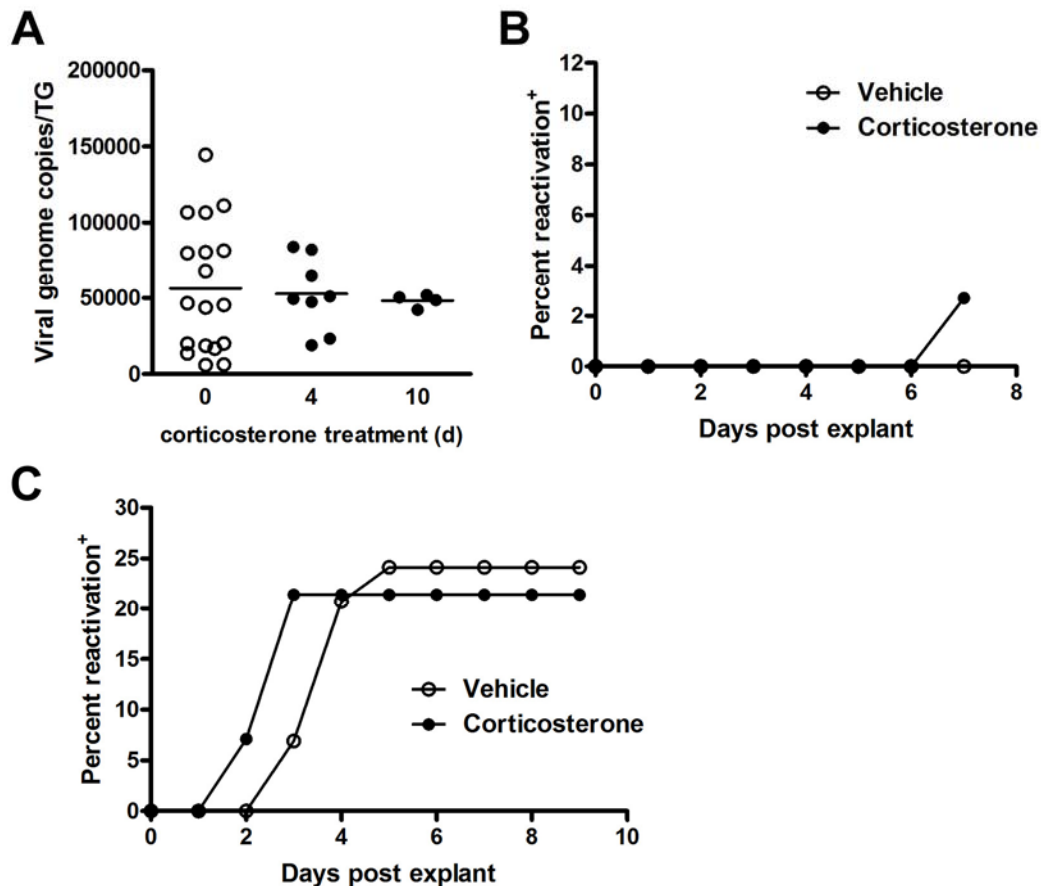 A
Viral genome copies/TG
200000
150000
100000
50000
0
0 4 10
corticosterone treatment (d)
B
Percent reactivation+
12
10
8
6
4
2
0
0 2 4 6 8
Days post explant
Vehicle
Corticosterone
C
Percent reactivation+
30
25
20
15
10
5
0
0 2 4 6 8 10
Days post explant
Vehicle
Corticosterone